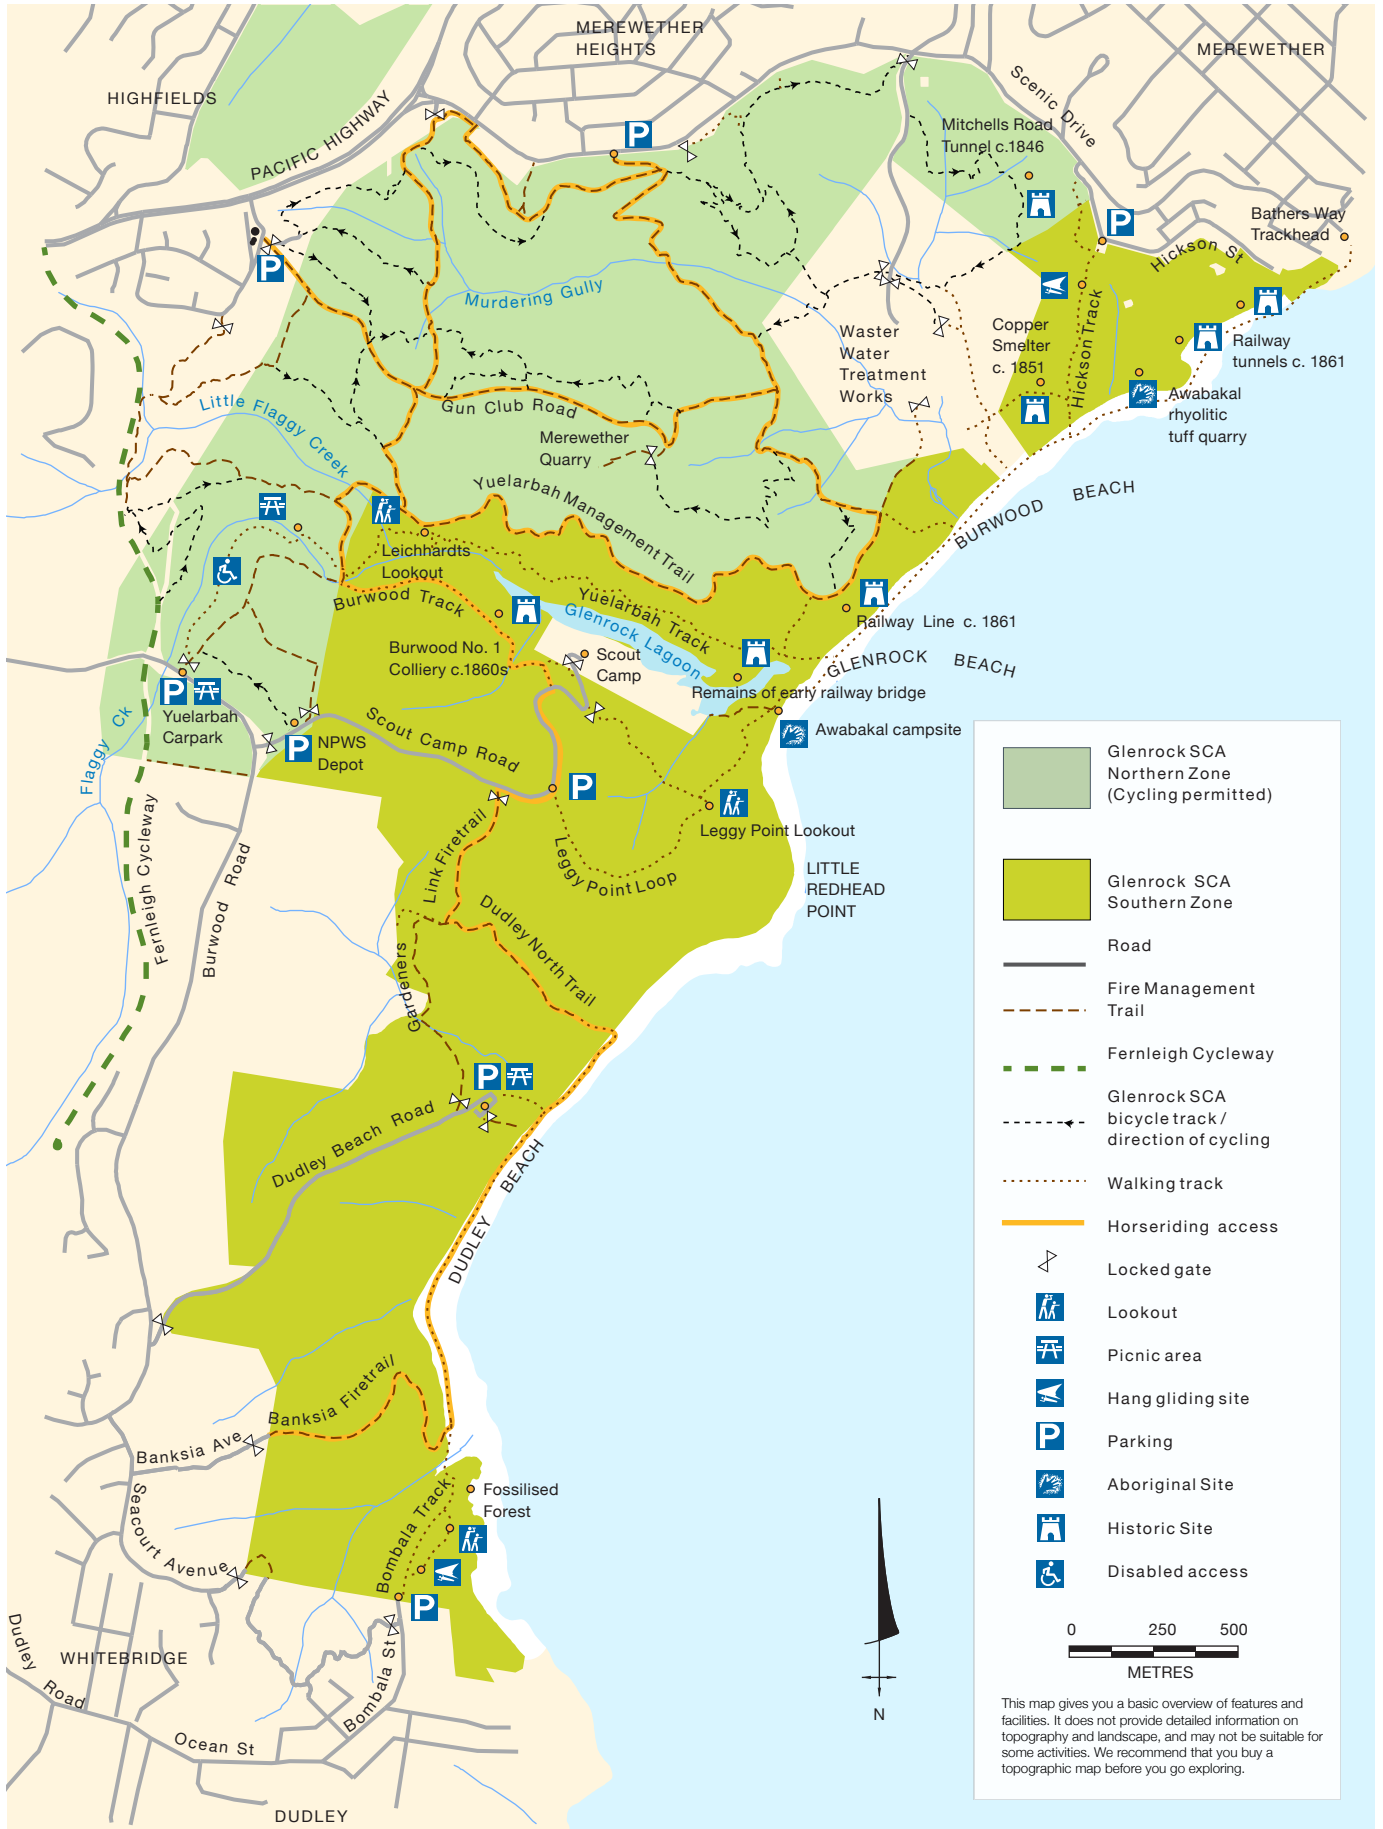 MEREWETHER
HEIGHTS
MEREWETHER
HIGHFIELDS
PACIFIC HIGHWAY
Scenic Drive
Mitchells Road
Tunnel c.1846
Bathers Way
Trackhead
Hickson St
Murdering Gully
Hickson Track
Waster
Water
Treatment
Works
Copper
Smelter
c. 1851
Railway
tunnels c. 1861
Awabakal
rhyolitic
tuff quarry
Little Flaggy Creek
Gun Club Road
Merewether
Quarry
Yuelarbah Management Trail
BURWOOD BEACH
Leichhardts
Lookout
Burwood Track
Yuelarbah Track
Glenrock Lagoon
Railway Line c. 1861
Burwood No. 1
Colliery c.1860s
Scout
Camp
GLENROCK BEACH
Remains of early railway bridge
Yuelarbah
Carpark
Flaggy Ck
NPWS
Depot
Scout Camp Road
Awabakal campsite
Leggy Point Lookout
Link Firetrail
Leggy Point Loop
LITTLE
REDHEAD
POINT
Fernleigh Cycleway
Burwood Road
Gardeners
Dudley North Trail
Dudley Beach Road
DUDLEY BEACH
Banksia Firetrail
Banksia Ave
Seacourt Avenue
Fossilised
Forest
Bombala Track
WHITEBRIDGE
Dudley Road
Bombala St
Ocean St
DUDLEY
P
P
P
P
P
P
P
P
Glenrock SCA
Northern Zone
(Cycling permitted)
Glenrock SCA
Southern Zone
Road
Fire Management
Trail
Fernleigh Cycleway
Glenrock SCA
bicycle track /
direction of cycling
Walking track
Horseriding access
Locked gate
Lookout
Picnic area
Hang gliding site
P
Parking
Aboriginal Site
Historic Site
Disabled access
0 250 500
METRES
N
This map gives you a basic overview of features and
facilities. It does not provide detailed information on
topography and landscape, and may not be suitable for
some activities. We recommend that you buy a
topographic map before you go exploring.